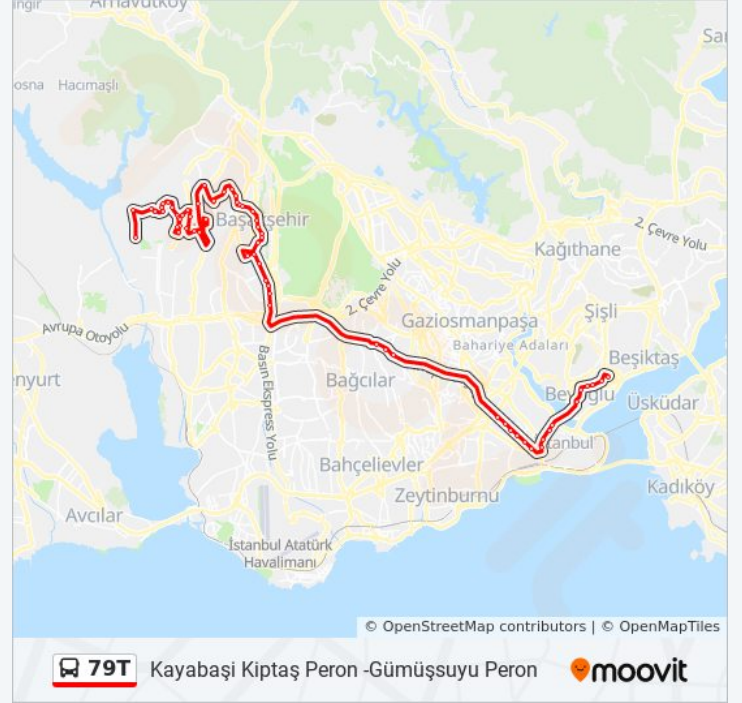 Arnavutköy
ıngır
Sar
osna
Hacımaşlı
Başakşehir
2. Çevre Yolu
Kağıthane
2. Çevre Yolu
Şişli
Gaziosmanpaşa
Avrupa Otoyolu
Bahariye Adaları
Beşiktaş
enyurt
Basın Ekspress Yolu
Bağcılar
Beyoğlu
Üsküdar
stanbul
Bahçelievler
Zeytinburnu
Kadıköy
Avcılar
İstanbul Atatürk
Havalimanı
© OpenStreetMap contributors | © OpenMapTiles
79T Kayabaşi Kiptaş Peron -Gümüşsuyu Peron moovit